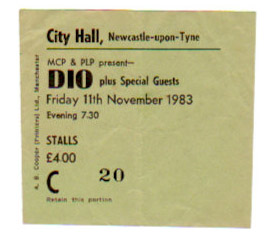 City Hall, Newcastle-upon-Tyne
MCP & PLP present—
DIO plus Special Guests
Friday 11th November 1983
Evening 7.30
STALLS
£4.00
C 20
Retain this portion
A. B. Cooper (Printers) Ltd., Manchester